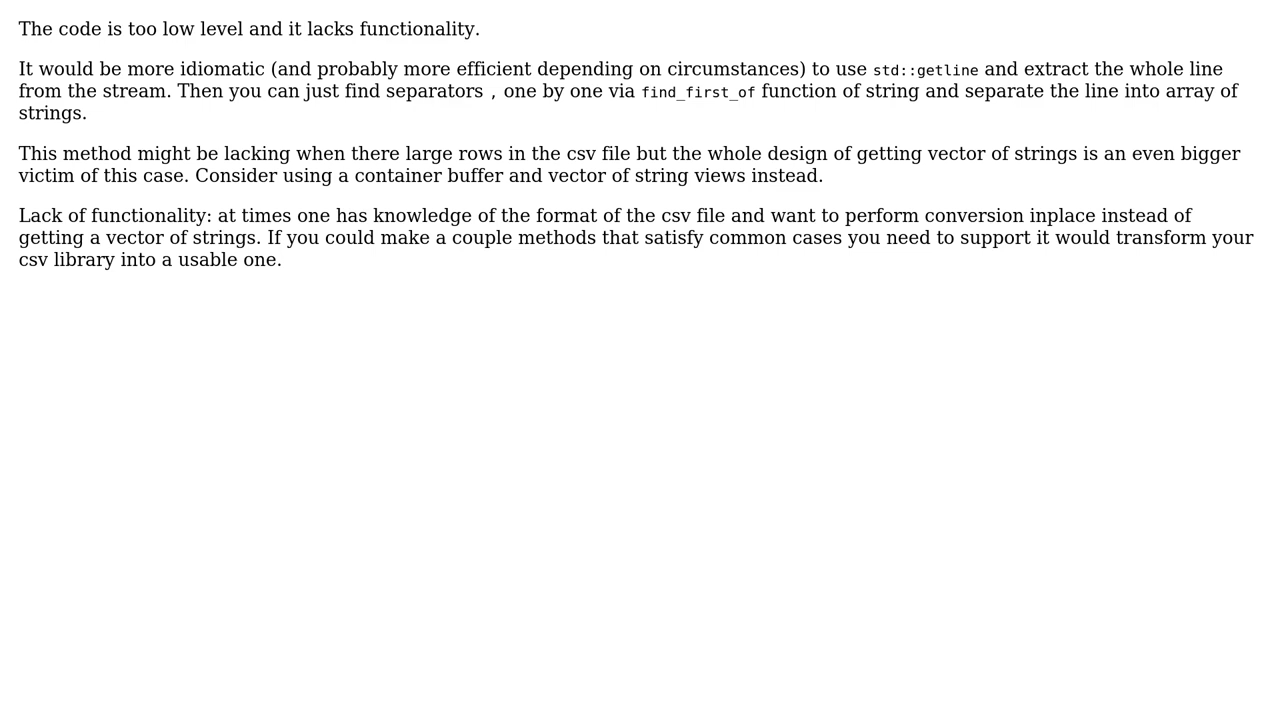 The code is too low level and it lacks functionality.
It would be more idiomatic (and probably more efficient depending on circumstances) to use std::getline and extract the whole line
from the stream. Then you can just find separators , one by one via find_first_of function of string and separate the line into array of
strings.
This method might be lacking when there large rows in the csv file but the whole design of getting vector of strings is an even bigger
victim of this case. Consider using a container buffer and vector of string views instead.
Lack of functionality: at times one has knowledge of the format of the csv file and want to perform conversion inplace instead of
getting a vector of strings. If you could make a couple methods that satisfy common cases you need to support it would transform your
csv library into a usable one.